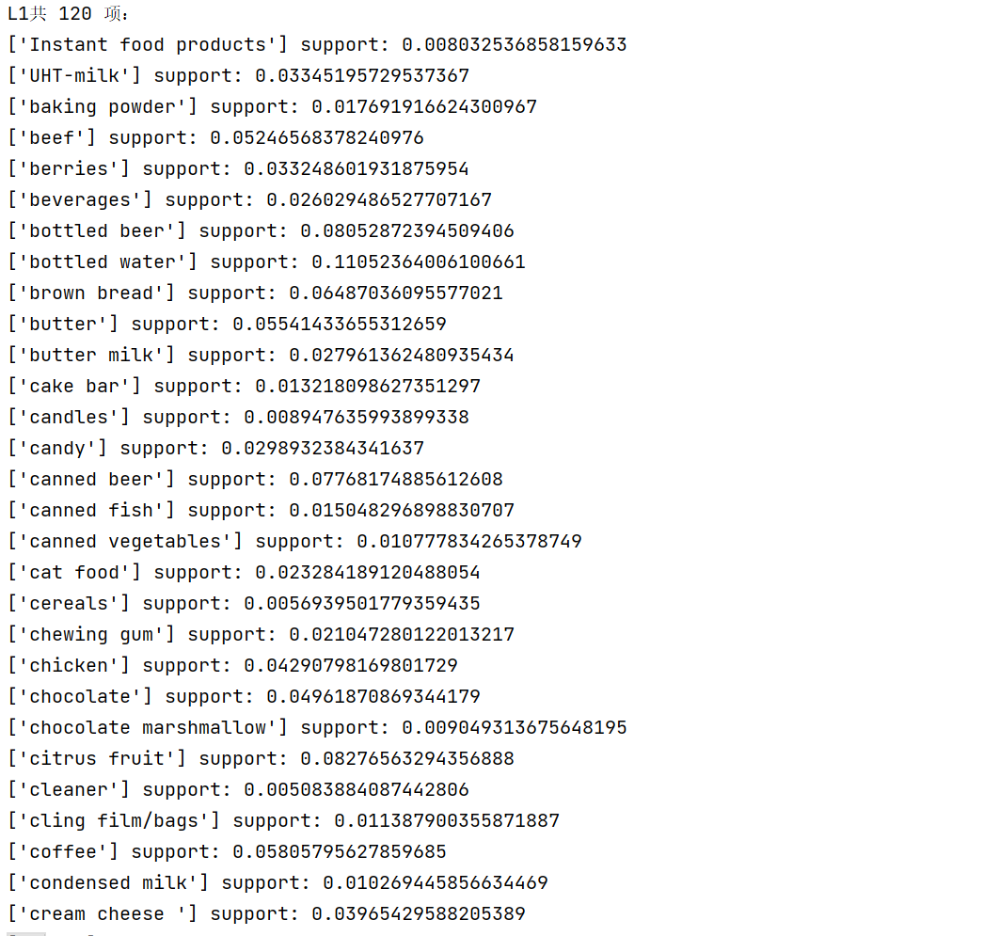 L1共 120 项:
['Instant food products'] support: 0.008032536858159633
['UHT-milk'] support: 0.03345195729537367
['baking powder'] support: 0.017691916624300967
['beef'] support: 0.05246568378240976
['berries'] support: 0.033248601931875954
['beverages'] support: 0.026029486527707167
['bottled beer'] support: 0.08052872394509406
['bottled water'] support: 0.11052364006100661
['brown bread'] support: 0.06487036095577021
['butter'] support: 0.05541433655312659
['butter milk'] support: 0.027961362480935434
['cake bar'] support: 0.013218098627351297
['candles'] support: 0.008947635993899338
['candy'] support: 0.0298932384341637
['canned beer'] support: 0.07768174885612608
['canned fish'] support: 0.015048296898830707
['canned vegetables'] support: 0.010777834265378749
['cat food'] support: 0.023284189120488054
['cereals'] support: 0.0056939501779359435
['chewing gum'] support: 0.021047280122013217
['chicken'] support: 0.04290798169801729
['chocolate'] support: 0.04961870869344179
['chocolate marshmallow'] support: 0.009049313675648195
['citrus fruit'] support: 0.08276563294356888
['cleaner'] support: 0.005083884087442806
['cling film/bags'] support: 0.011387900355871887
['coffee'] support: 0.05805795627859685
['condensed milk'] support: 0.010269445856634469
['cream cheese '] support: 0.03965429588205389